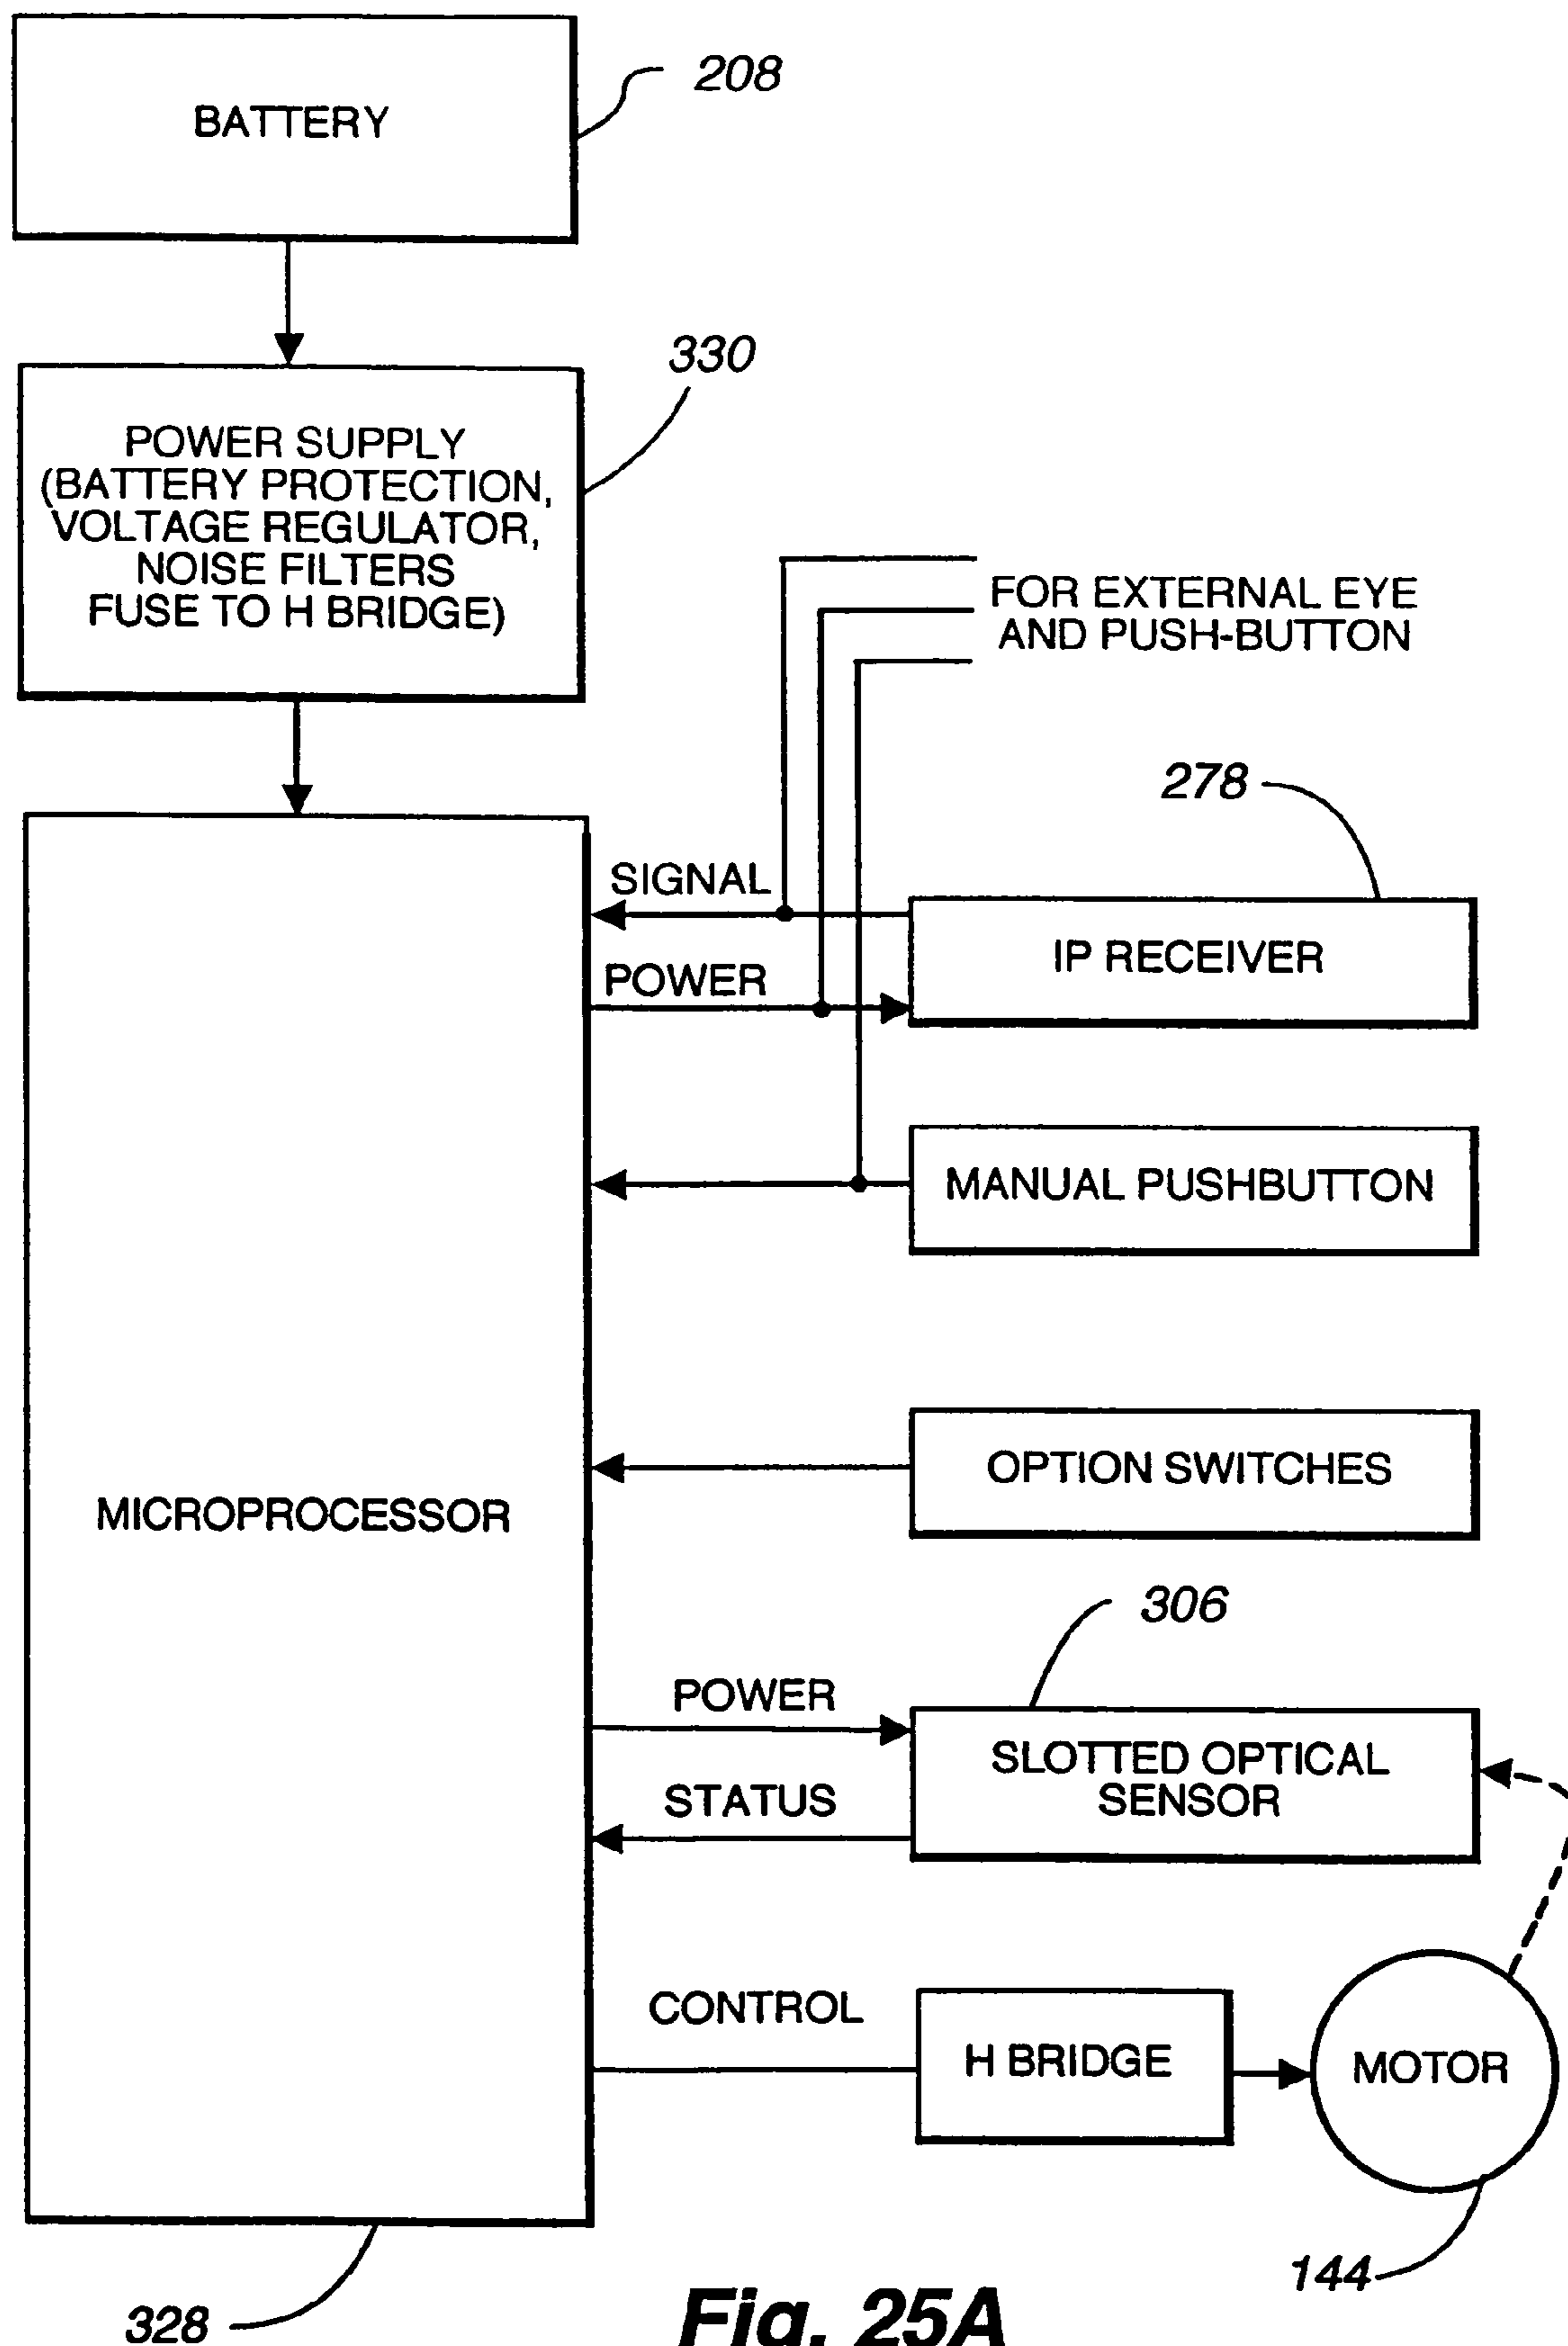 BATTERY
208
330
POWER SUPPLY
(BATTERY PROTECTION,
VOLTAGE REGULATOR,
NOISE FILTERS
FUSE TO H BRIDGE)
FOR EXTERNAL EYE
AND PUSH-BUTTON
278
SIGNAL
IP RECEIVER
POWER
MANUAL PUSHBUTTON
OPTION SWITCHES
MICROPROCESSOR
306
POWER
SLOTTED OPTICAL
SENSOR
STATUS
CONTROL
H BRIDGE
MOTOR
144
328
Fig. 25A